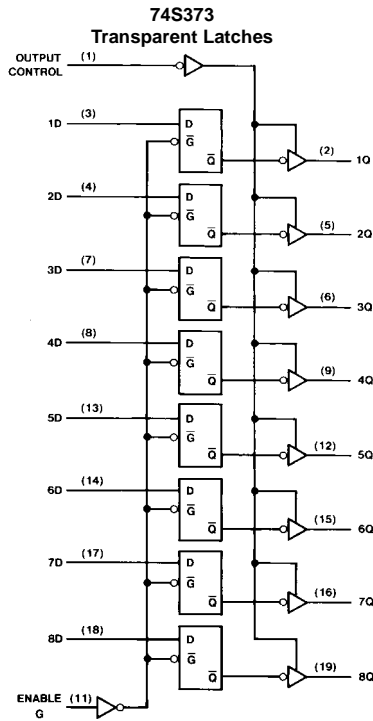 74S373
Transparent Latches
OUTPUT CONTROL (1)
1D (3) D
G̅
Q̅ (2) 1Q
2D (4) D
G̅
Q̅ (5) 2Q
3D (7) D
G̅
Q̅ (6) 3Q
4D (8) D
G̅
Q̅ (9) 4Q
5D (13) D
G̅
Q̅ (12) 5Q
6D (14) D
G̅
Q̅ (15) 6Q
7D (17) D
G̅
Q̅ (16) 7Q
8D (18) D
G̅
Q̅ (19) 8Q
ENABLE G (11)